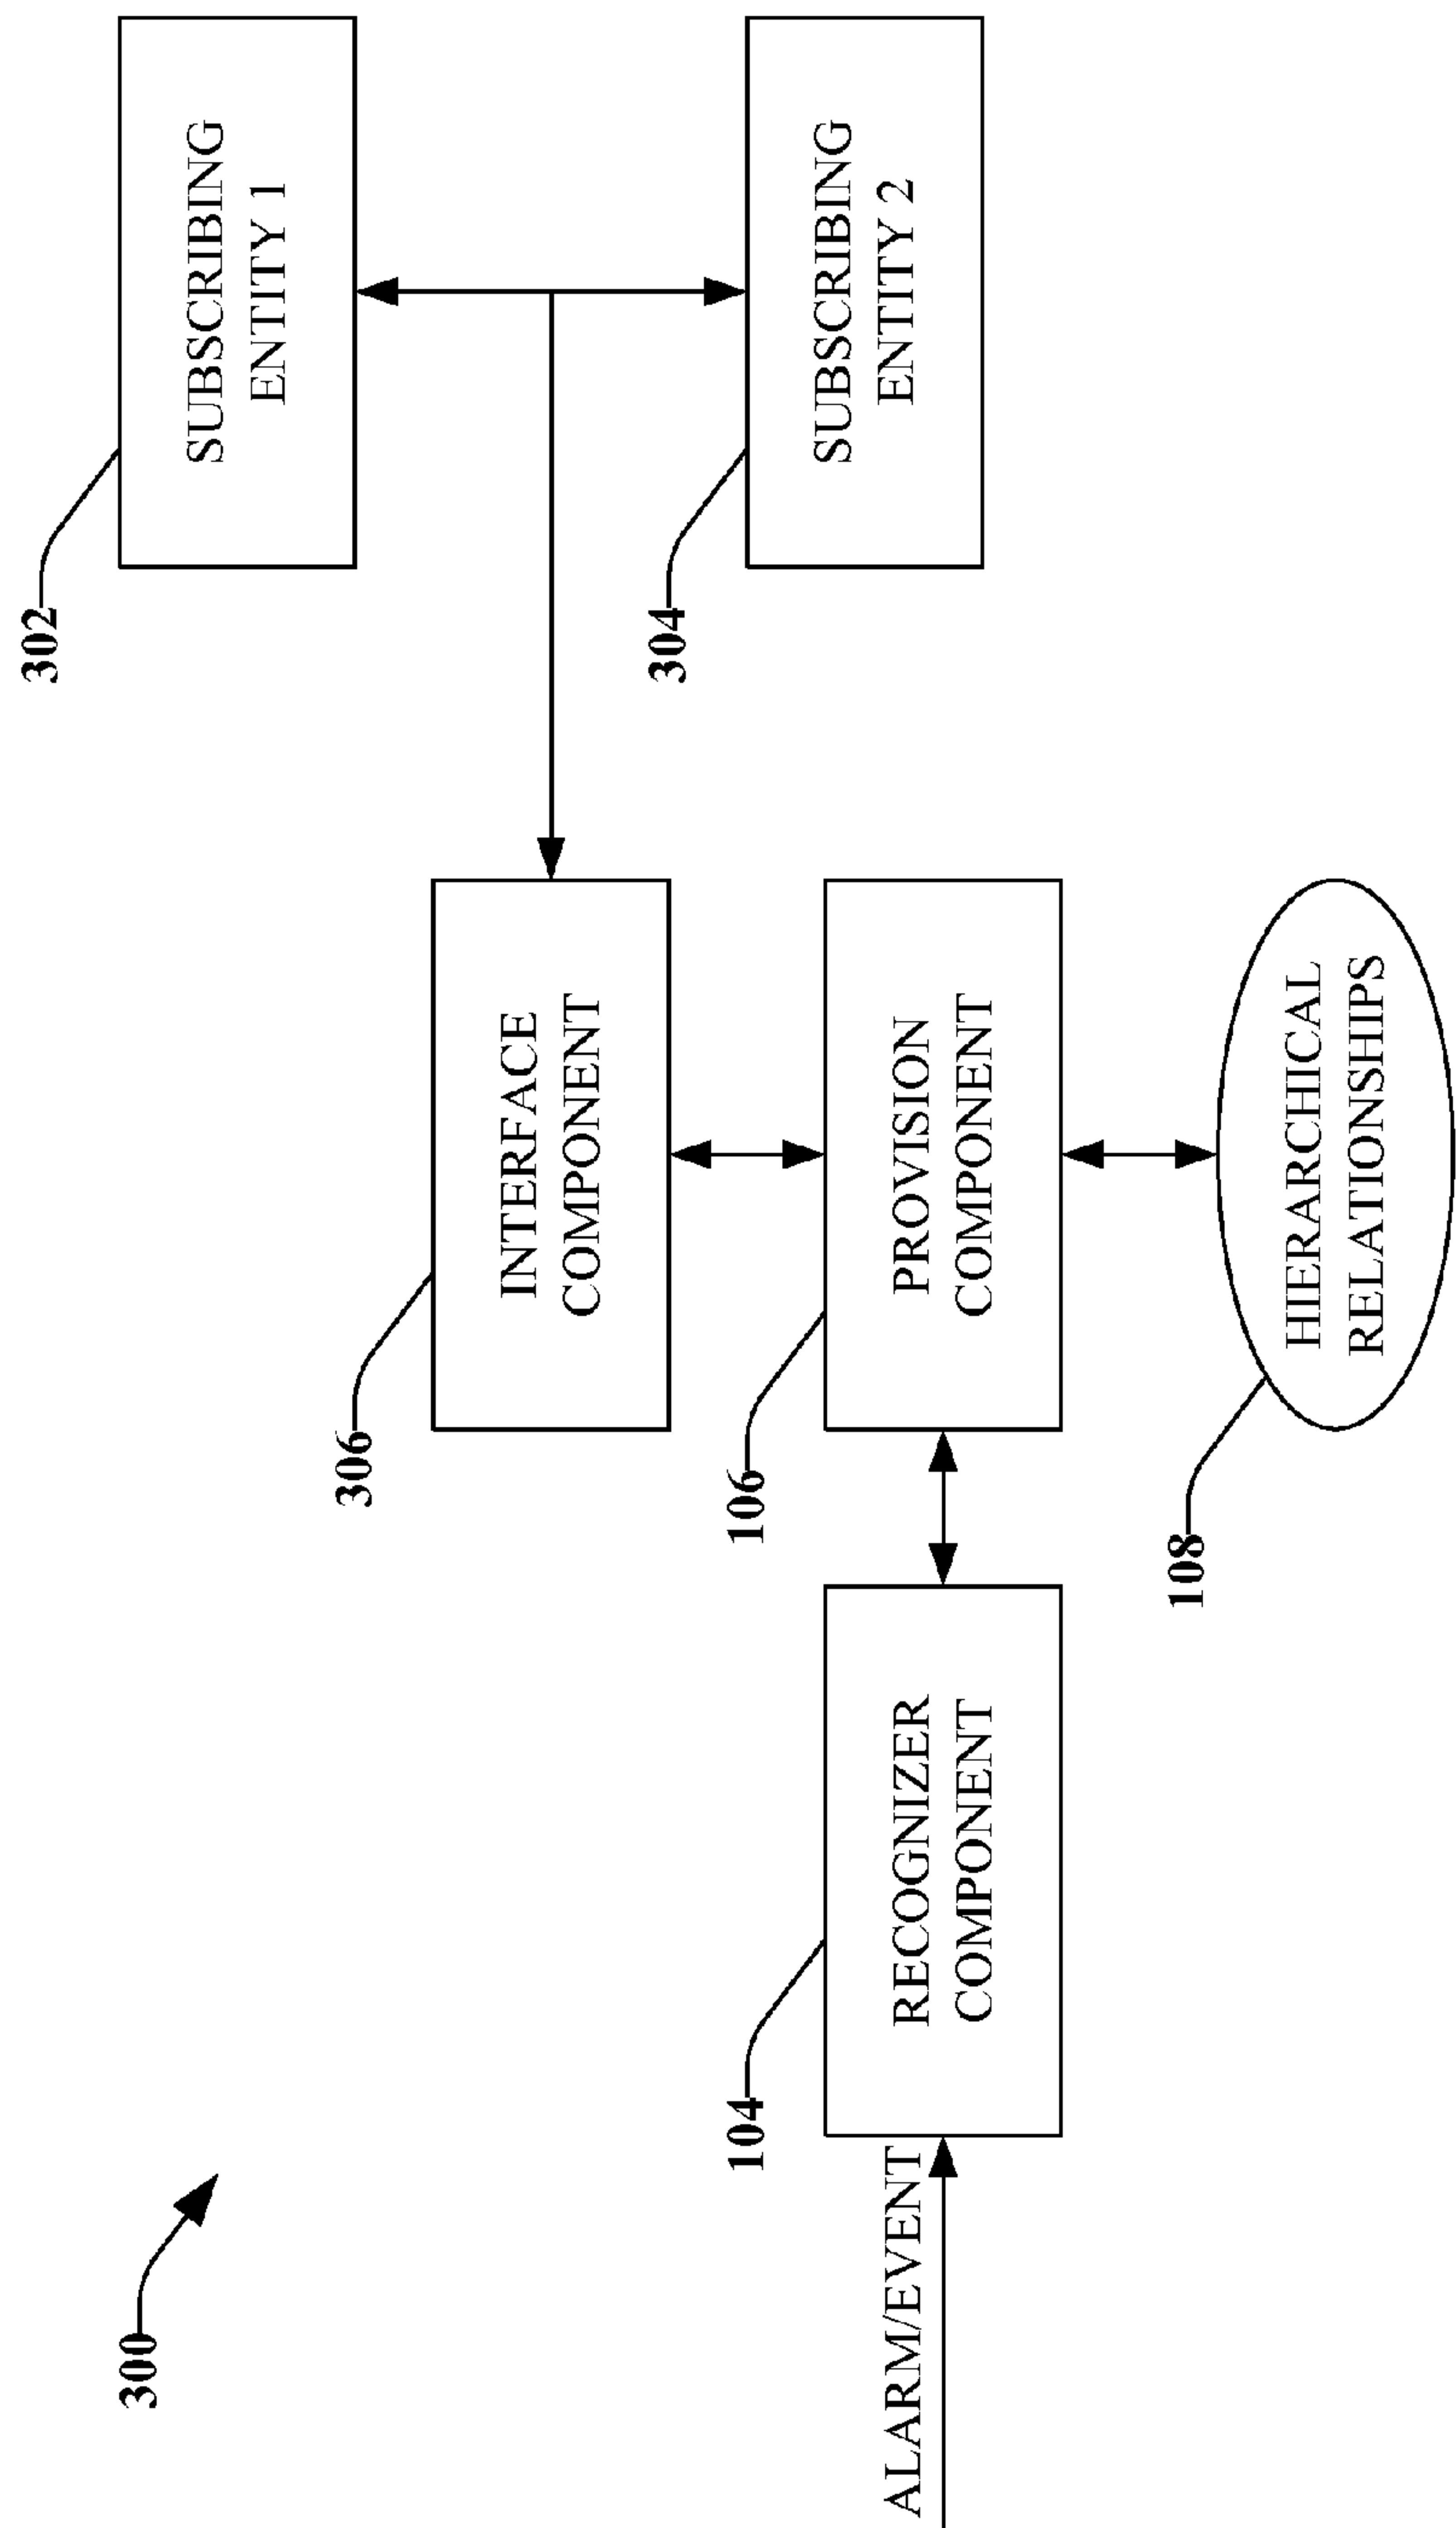 300
302
SUBSCRIBING
ENTITY 1
306
INTERFACE
COMPONENT
304
SUBSCRIBING
ENTITY 2
104
106
ALARM/EVENT
RECOGNIZER
COMPONENT
PROVISION
COMPONENT
108
HIERARCHICAL
RELATIONSHIPS